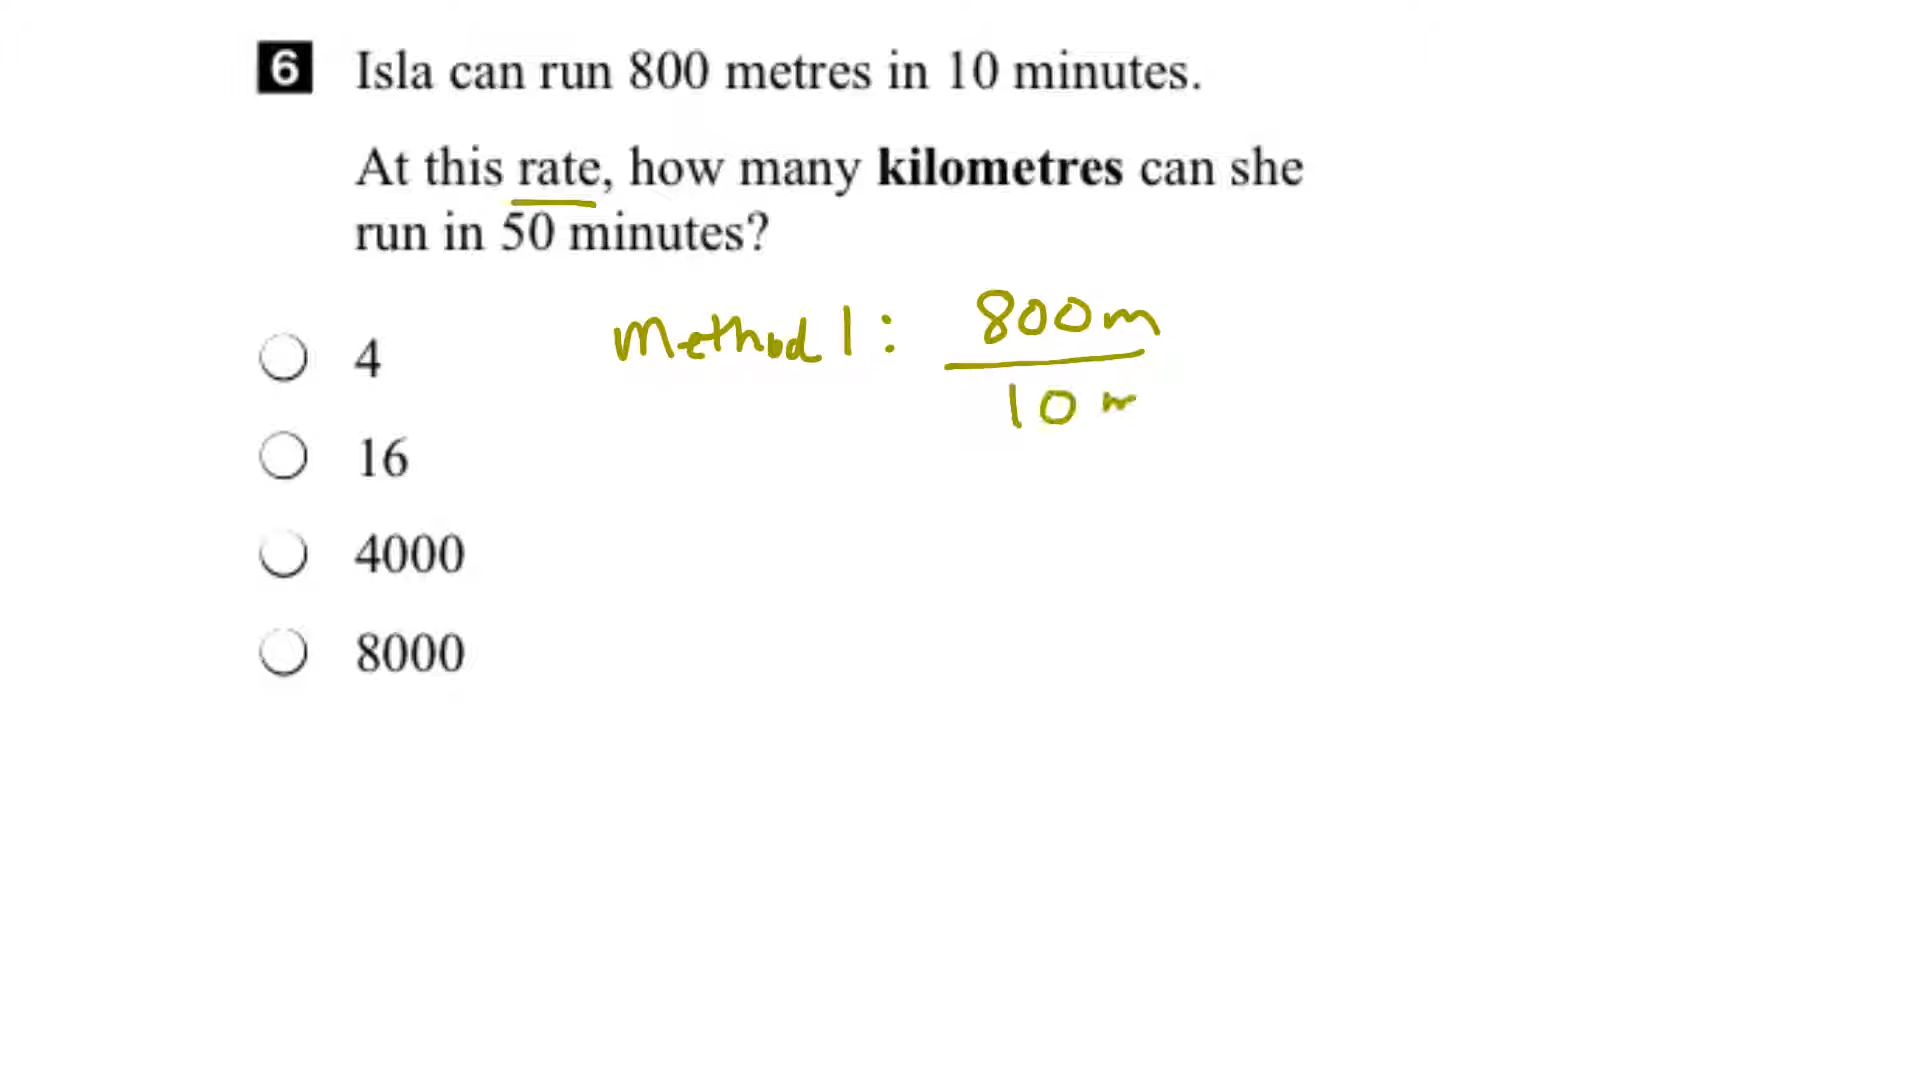 6 Isla can run 800 metres in 10 minutes.
At this rate, how many kilometres can she
run in 50 minutes?
4
16
4000
8000
Method 1: 800m
10 m